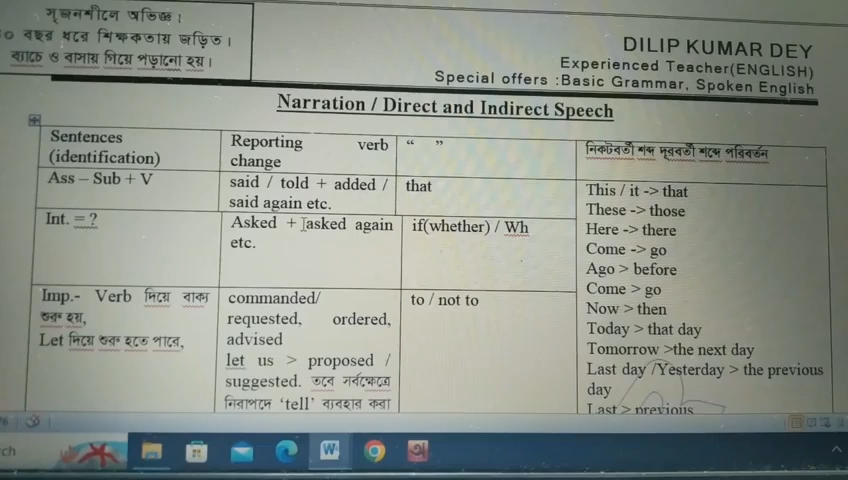 সৃজনশীলে অভিজ্ঞ।
০ বছর ধরে শিক্ষকতায় জড়িত।
ব্যাচে ও বাসায় গিয়ে পড়ানো হয়।
DILIP KUMAR DEY
Experienced Teacher(ENGLISH)
Special offers :Basic Grammar, Spoken English
Narration / Direct and Indirect Speech
Sentences
(identification)
Reporting verb
change
“ ”
নিকটবর্তী শব্দ দূরবর্তী শব্দে পরিবর্তন
Ass – Sub + V
said / told + added /
said again etc.
that
Int. = ?
Asked + asked again
etc.
if(whether) / Wh
Imp.- Verb দিয়ে বাক্য
শুরু হয়,
Let দিয়ে শুরু হতে পারে,
commanded/
requested, ordered,
advised
let us > proposed /
suggested. তবে সর্বক্ষেত্রে
নিরাপদে ‘tell’ ব্যবহার করা
to / not to
This / it -> that
These -> those
Here -> there
Come -> go
Ago > before
Come > go
Now > then
Today > that day
Tomorrow >the next day
Last day /Yesterday > the previous
day
Last > previous
ch
W
অ